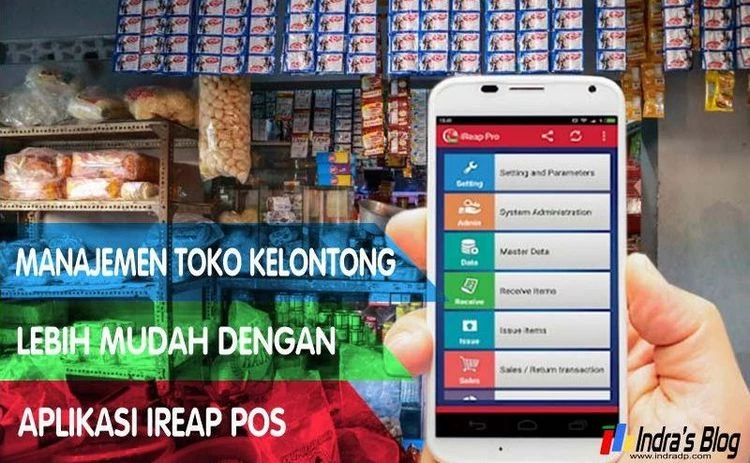 MANAJEMEN TOKO KELONTONG
LEBIH MUDAH DENGAN
APLIKASI IREAP POS
iReap Pro
Setting
Setting and Parameters
Admin
System Administration
Data
Master Data
Receive
Receive Items
Issue
Issue Items
Sales
Sales / Return transaction
Indra's Blog
www.indradp.com